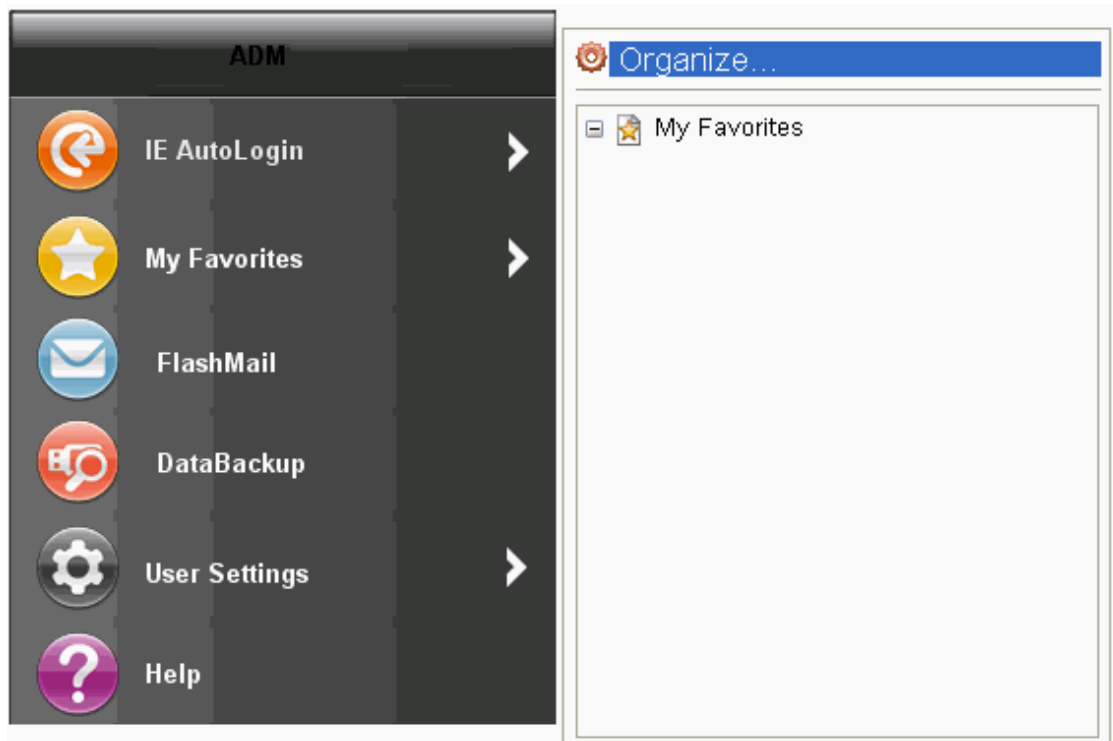 ADM
IE AutoLogin
My Favorites
FlashMail
DataBackup
User Settings
Help
Organize...
My Favorites